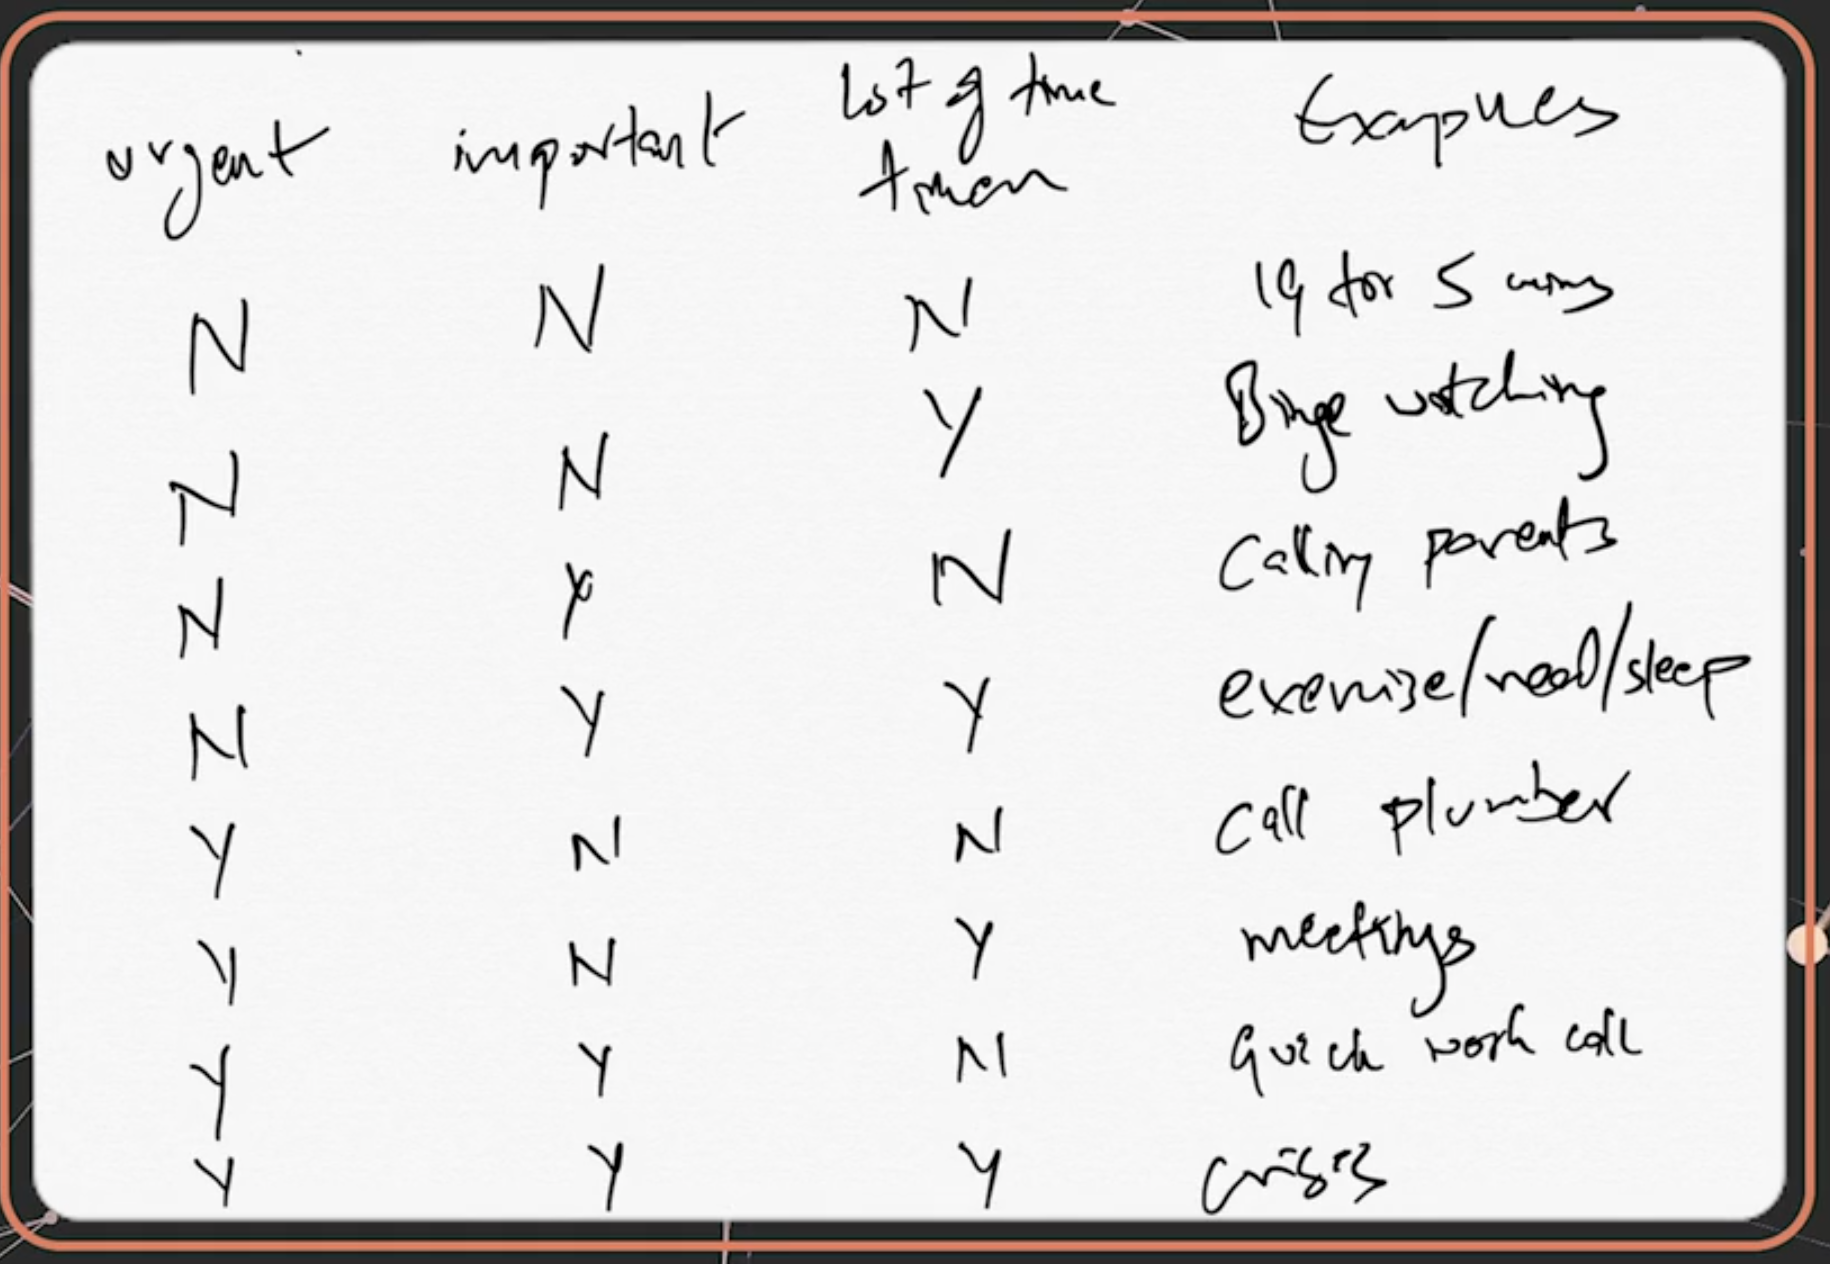 urgent important lot of time taken Examples
N N N IG for 5 mins
N N Y Binge watching
N Y N Calling parents
N Y Y exercise/read/sleep
Y N N Call plumber
Y N Y meetings
Y Y N Quick work call
Y Y Y crisis